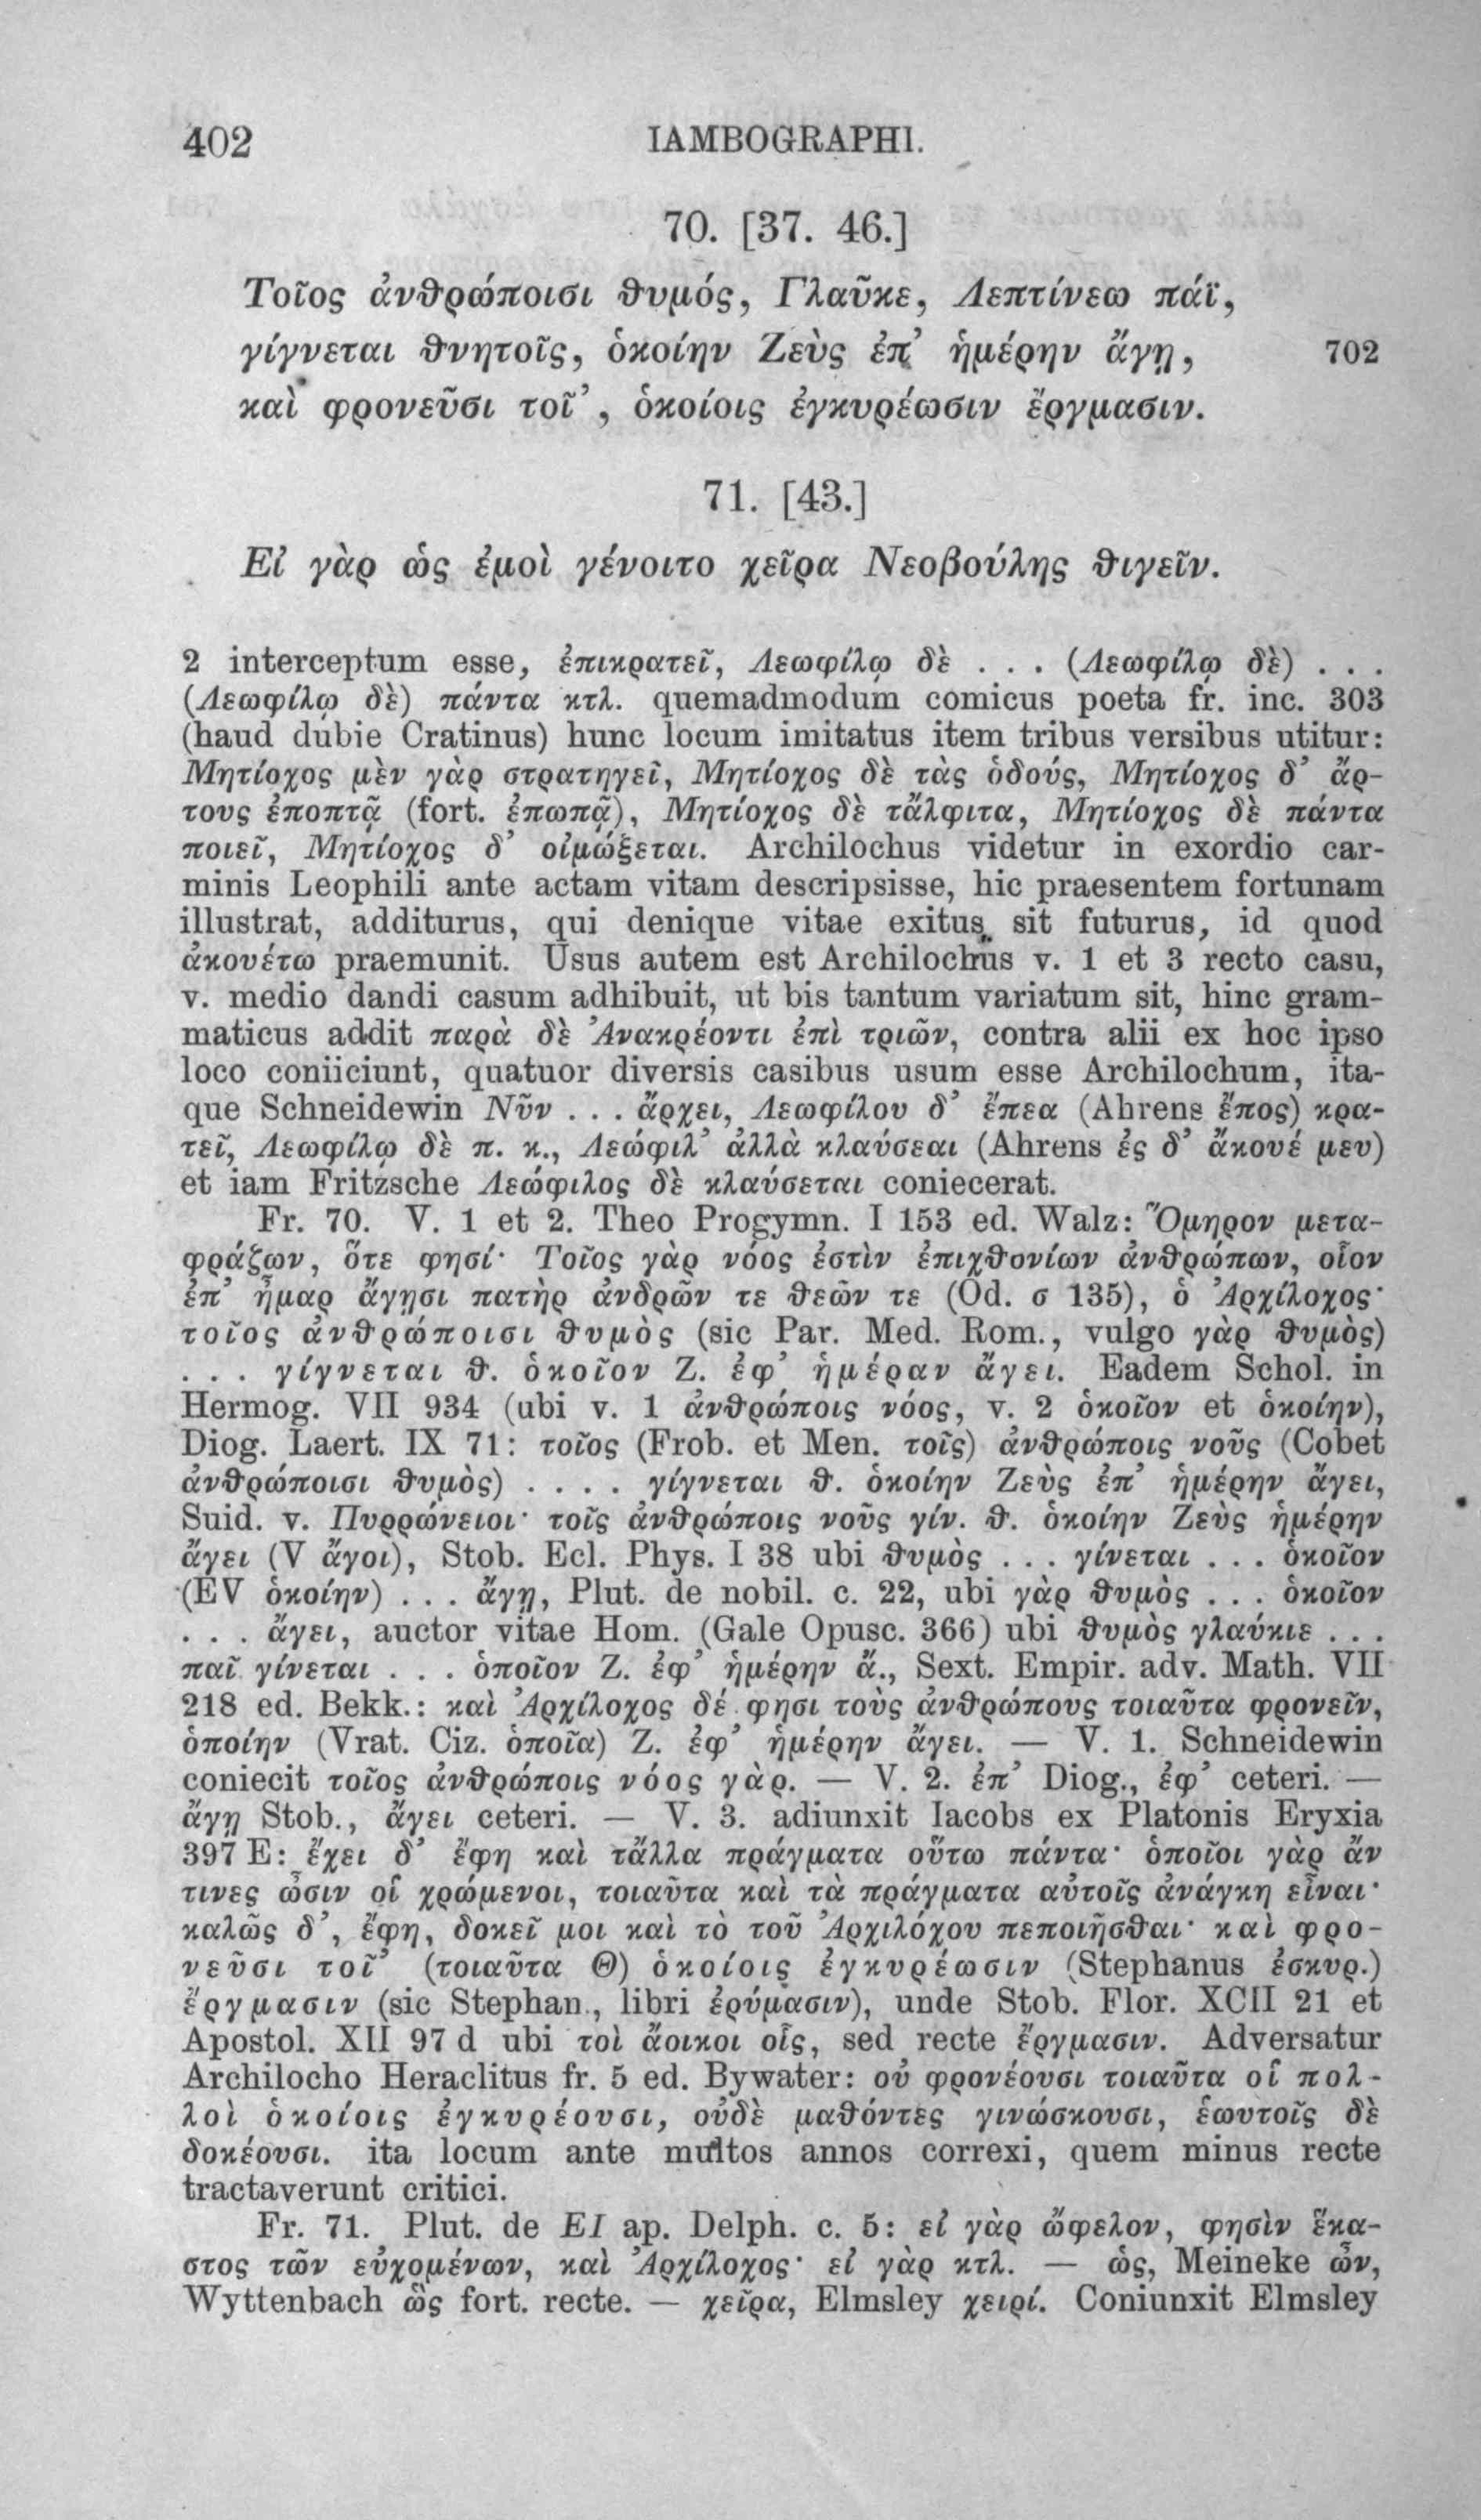 402 IAMBOGRAPHI.
70. [37. 46.]
Τοῖος ἀνθρώποισι θυμός, Γλαῦκε, Λεπτίνεω πάϊ,
γίγνεται θνητοῖς, ὁκοίην Ζεὺς ἐπ’ ἡμέρην ἄγῃ, 702
καὶ φρονεῦσι τοῖ’, ὁκοίοις ἐγκυρέωσιν ἔργμασιν.
71. [43.]
Εἰ γὰρ ὡς ἐμοὶ γένοιτο χεῖρα Νεοβούλης θιγεῖν.
2 interceptum esse, ἐπικρατεῖ, Λεωφίλῳ δὲ . . . (Λεωφίλῳ δὲ) . . .
(Λεωφίλῳ δὲ) πάντα κτλ. quemadmodum comicus poeta fr. inc. 303
(haud dubie Cratinus) hunc locum imitatus item tribus versibus utitur:
Μητίοχος μὲν γὰρ στρατηγεῖ, Μητίοχος δὲ τὰς ὁδούς, Μητίοχος δ’ ἄρ-
τους ἐποπτᾷ (fort. ἐπωπᾷ), Μητίοχος δὲ τἄλφιτα, Μητίοχος δὲ πάντα
ποιεῖ, Μητίοχος δ’ οἰμώξεται. Archilochus videtur in exordio car-
minis Leophili ante actam vitam descripsisse, hic praesentem fortunam
illustrat, additurus, qui denique vitae exitus sit futurus, id quod
ἀκουέτω praemunit. Usus autem est Archilochus v. 1 et 3 recto casu,
v. medio dandi casum adhibuit, ut bis tantum variatum sit, hinc gram-
maticus addit παρὰ δὲ Ἀνακρέοντι ἐπὶ τριῶν, contra alii ex hoc ipso
loco coniiciunt, quatuor diversis casibus usum esse Archilochum, ita-
que Schneidewin Νῦν . . . ἄρχει, Λεωφίλου δ’ ἔπεα (Ahrens ἔπος) κρα-
τεῖ, Λεωφίλῳ δὲ π. κ., Λεώφιλ’ ἀλλὰ κλαύσεαι (Ahrens ἐς δ’ ἄκουέ μευ)
et iam Fritzsche Λεώφιλος δὲ κλαύσεται coniecerat.
Fr. 70. V. 1 et 2. Theo Progymn. I 153 ed. Walz: Ὅμηρον μετα-
φράζων, ὅτε φησί· Τοῖος γὰρ νόος ἐστὶν ἐπιχθονίων ἀνθρώπων, οἷον
ἐπ’ ἦμαρ ἄγῃσι πατὴρ ἀνδρῶν τε θεῶν τε (Od. σ 135), ὁ Ἀρχίλοχος·
τοῖος ἀνθρώποισι θυμὸς (sic Par. Med. Rom., vulgo γὰρ θυμὸς)
. . . γίγνεται θ. ὁκοῖον Ζ. ἐφ’ ἡμέραν ἄγει. Eadem Schol. in
Hermog. VII 934 (ubi v. 1 ἀνθρώποις νόος, v. 2 ὁκοῖον et ὁκοίην),
Diog. Laert. IX 71: τοῖος (Frob. et Men. τοῖς) ἀνθρώποις νοῦς (Cobet
ἀνθρώποισι θυμὸς) . . . . γίγνεται θ. ὁκοίην Ζεὺς ἐπ’ ἡμέρην ἄγει,
Suid. v. Πυρρώνειοι· τοῖς ἀνθρώποις νοῦς γίν. θ. ὁκοίην Ζεὺς ἡμέρην
ἄγει (V ἄγοι), Stob. Ecl. Phys. I 38 ubi θυμὸς . . . γίνεται . . . ὁκοῖον
(EV ὁκοίην) . . . ἄγῃ, Plut. de nobil. c. 22, ubi γὰρ θυμὸς . . . ὁκοῖον
. . . ἄγει, auctor vitae Hom. (Gale Opusc. 366) ubi θυμὸς γλαύκιε . . .
παῖ γίνεται . . . ὁποῖον Ζ. ἐφ’ ἡμέρην ἄ., Sext. Empir. adv. Math. VII
218 ed. Bekk.: καὶ Ἀρχίλοχος δέ φησι τοὺς ἀνθρώπους τοιαῦτα φρονεῖν,
ὁποίην (Vrat. Ciz. ὁποῖα) Ζ. ἐφ’ ἡμέρην ἄγει. — V. 1. Schneidewin
coniecit τοῖος ἀνθρώποις νόος γὰρ. — V. 2. ἐπ’ Diog., ἐφ’ ceteri. —
ἄγῃ Stob., ἄγει ceteri. — V. 3. adiunxit Iacobs ex Platonis Eryxia
397 E: ἔχει δ’ ἔφη καὶ τἄλλα πράγματα οὕτω πάντα· ὁποῖοι γὰρ ἄν
τινες ὦσιν οἱ χρώμενοι, τοιαῦτα καὶ τὰ πράγματα αὐτοῖς ἀνάγκη εἶναι·
καλῶς δ’, ἔφη, δοκεῖ μοι καὶ τὸ τοῦ Ἀρχιλόχου πεποιῆσθαι· καὶ φρο-
νεῦσι τοῖ’ (τοιαῦτα Θ) ὁκοίοις ἐγκυρέωσιν (Stephanus ἐσκυρ.)
ἔργμασιν (sic Stephan., libri ἐρύμασιν), unde Stob. Flor. XCII 21 et
Apostol. XII 97 d ubi τοὶ ἄοικοι οἷς, sed recte ἔργμασιν. Adversatur
Archilocho Heraclitus fr. 5 ed. Bywater: οὐ φρονέουσι τοιαῦτα οἱ πολ-
λοὶ ὁκοίοις ἐγκυρέουσι, οὐδὲ μαθόντες γινώσκουσι, ἑωυτοῖς δὲ
δοκέουσι. ita locum ante multos annos correxi, quem minus recte
tractaverunt critici.
Fr. 71. Plut. de EI ap. Delph. c. 5: εἰ γὰρ ὤφελον, φησὶν ἕκα-
στος τῶν εὐχομένων, καὶ Ἀρχίλοχος· εἰ γὰρ κτλ. — ὡς, Meineke ὧν,
Wyttenbach ὣς fort. recte. — χεῖρα, Elmsley χειρί. Coniunxit Elmsley